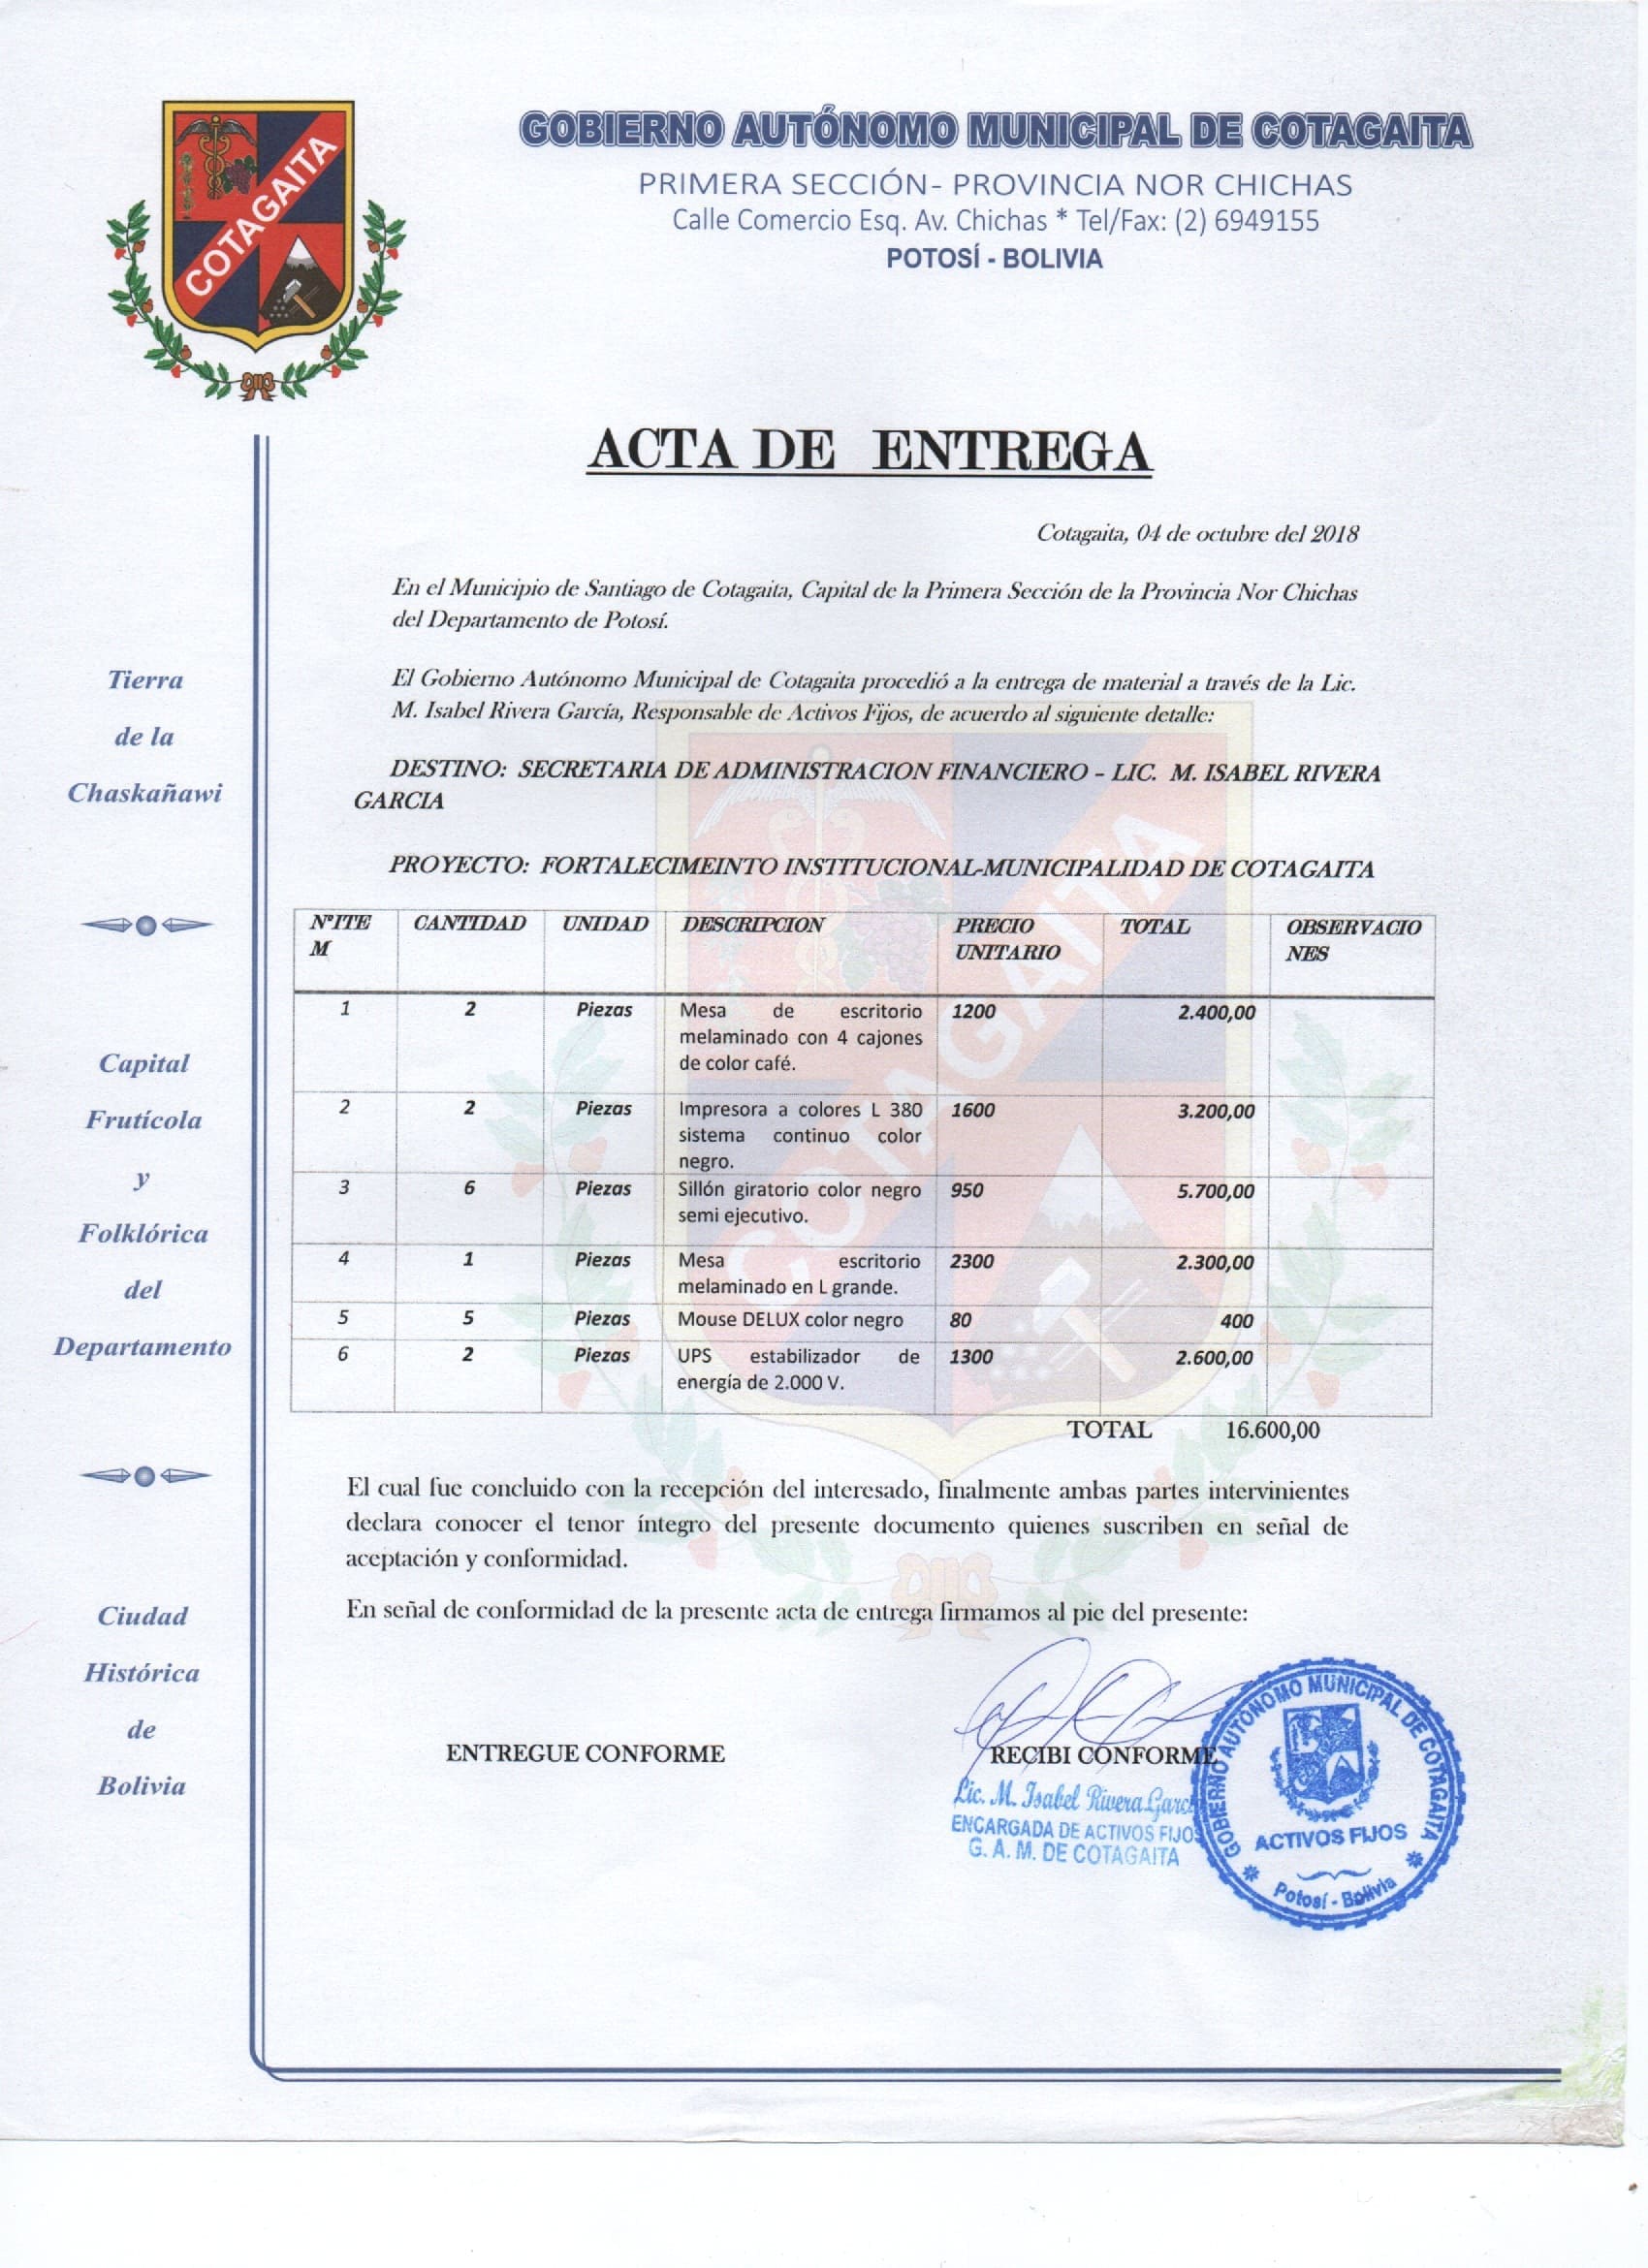 COTAGAITA
GOBIERNO AUTÓNOMO MUNICIPAL DE COTAGAITA
PRIMERA SECCIÓN- PROVINCIA NOR CHICHAS
Calle Comercio Esq. Av. Chichas * Tel/Fax: (2) 6949155
POTOSÍ - BOLIVIA
ACTA DE ENTREGA
Cotagaita, 04 de octubre del 2018
En el Municipio de Santiago de Cotagaita, Capital de la Primera Sección de la Provincia Nor Chichas
del Departamento de Potosí.
El Gobierno Autónomo Municipal de Cotagaita procedió a la entrega de material a través de la Lic.
M. Isabel Rivera García, Responsable de Activos Fijos, de acuerdo al siguiente detalle:
DESTINO: SECRETARIA DE ADMINISTRACION FINANCIERO – LIC. M. ISABEL RIVERA
GARCIA
PROYECTO: FORTALECIMEINTO INSTITUCIONAL-MUNICIPALIDAD DE COTAGAITA
N°ITE CANTIDAD UNIDAD DESCRIPCION PRECIO TOTAL OBSERVACIO
M UNITARIO NES
1 2 Piezas Mesa de escritorio 1200 2.400,00
melaminado con 4 cajones
de color café.
2 2 Piezas Impresora a colores L 380 1600 3.200,00
sistema continuo color
negro.
3 6 Piezas Sillón giratorio color negro 950 5.700,00
semi ejecutivo.
4 1 Piezas Mesa escritorio 2300 2.300,00
melaminado en L grande.
5 5 Piezas Mouse DELUX color negro 80 400
6 2 Piezas UPS estabilizador de 1300 2.600,00
energía de 2.000 V.
TOTAL 16.600,00
El cual fue concluido con la recepción del interesado, finalmente ambas partes intervinientes
declara conocer el tenor íntegro del presente documento quienes suscriben en señal de
aceptación y conformidad.
En señal de conformidad de la presente acta de entrega firmamos al pie del presente:
ENTREGUE CONFORME RECIBI CONFORME
Lic. M. Isabel Rivera Garc
ENCARGADA DE ACTIVOS FIJOS
G. A. M. DE COTAGAITA
GOBIERNO AUTÓNOMO MUNICIPAL DE COTAGAITA
ACTIVOS FIJOS
Potosí - Bolivia
Tierra
de la
Chaskañawi
Capital
Frutícola
y
Folklórica
del
Departamento
Ciudad
Histórica
de
Bolivia
COTAGAITA